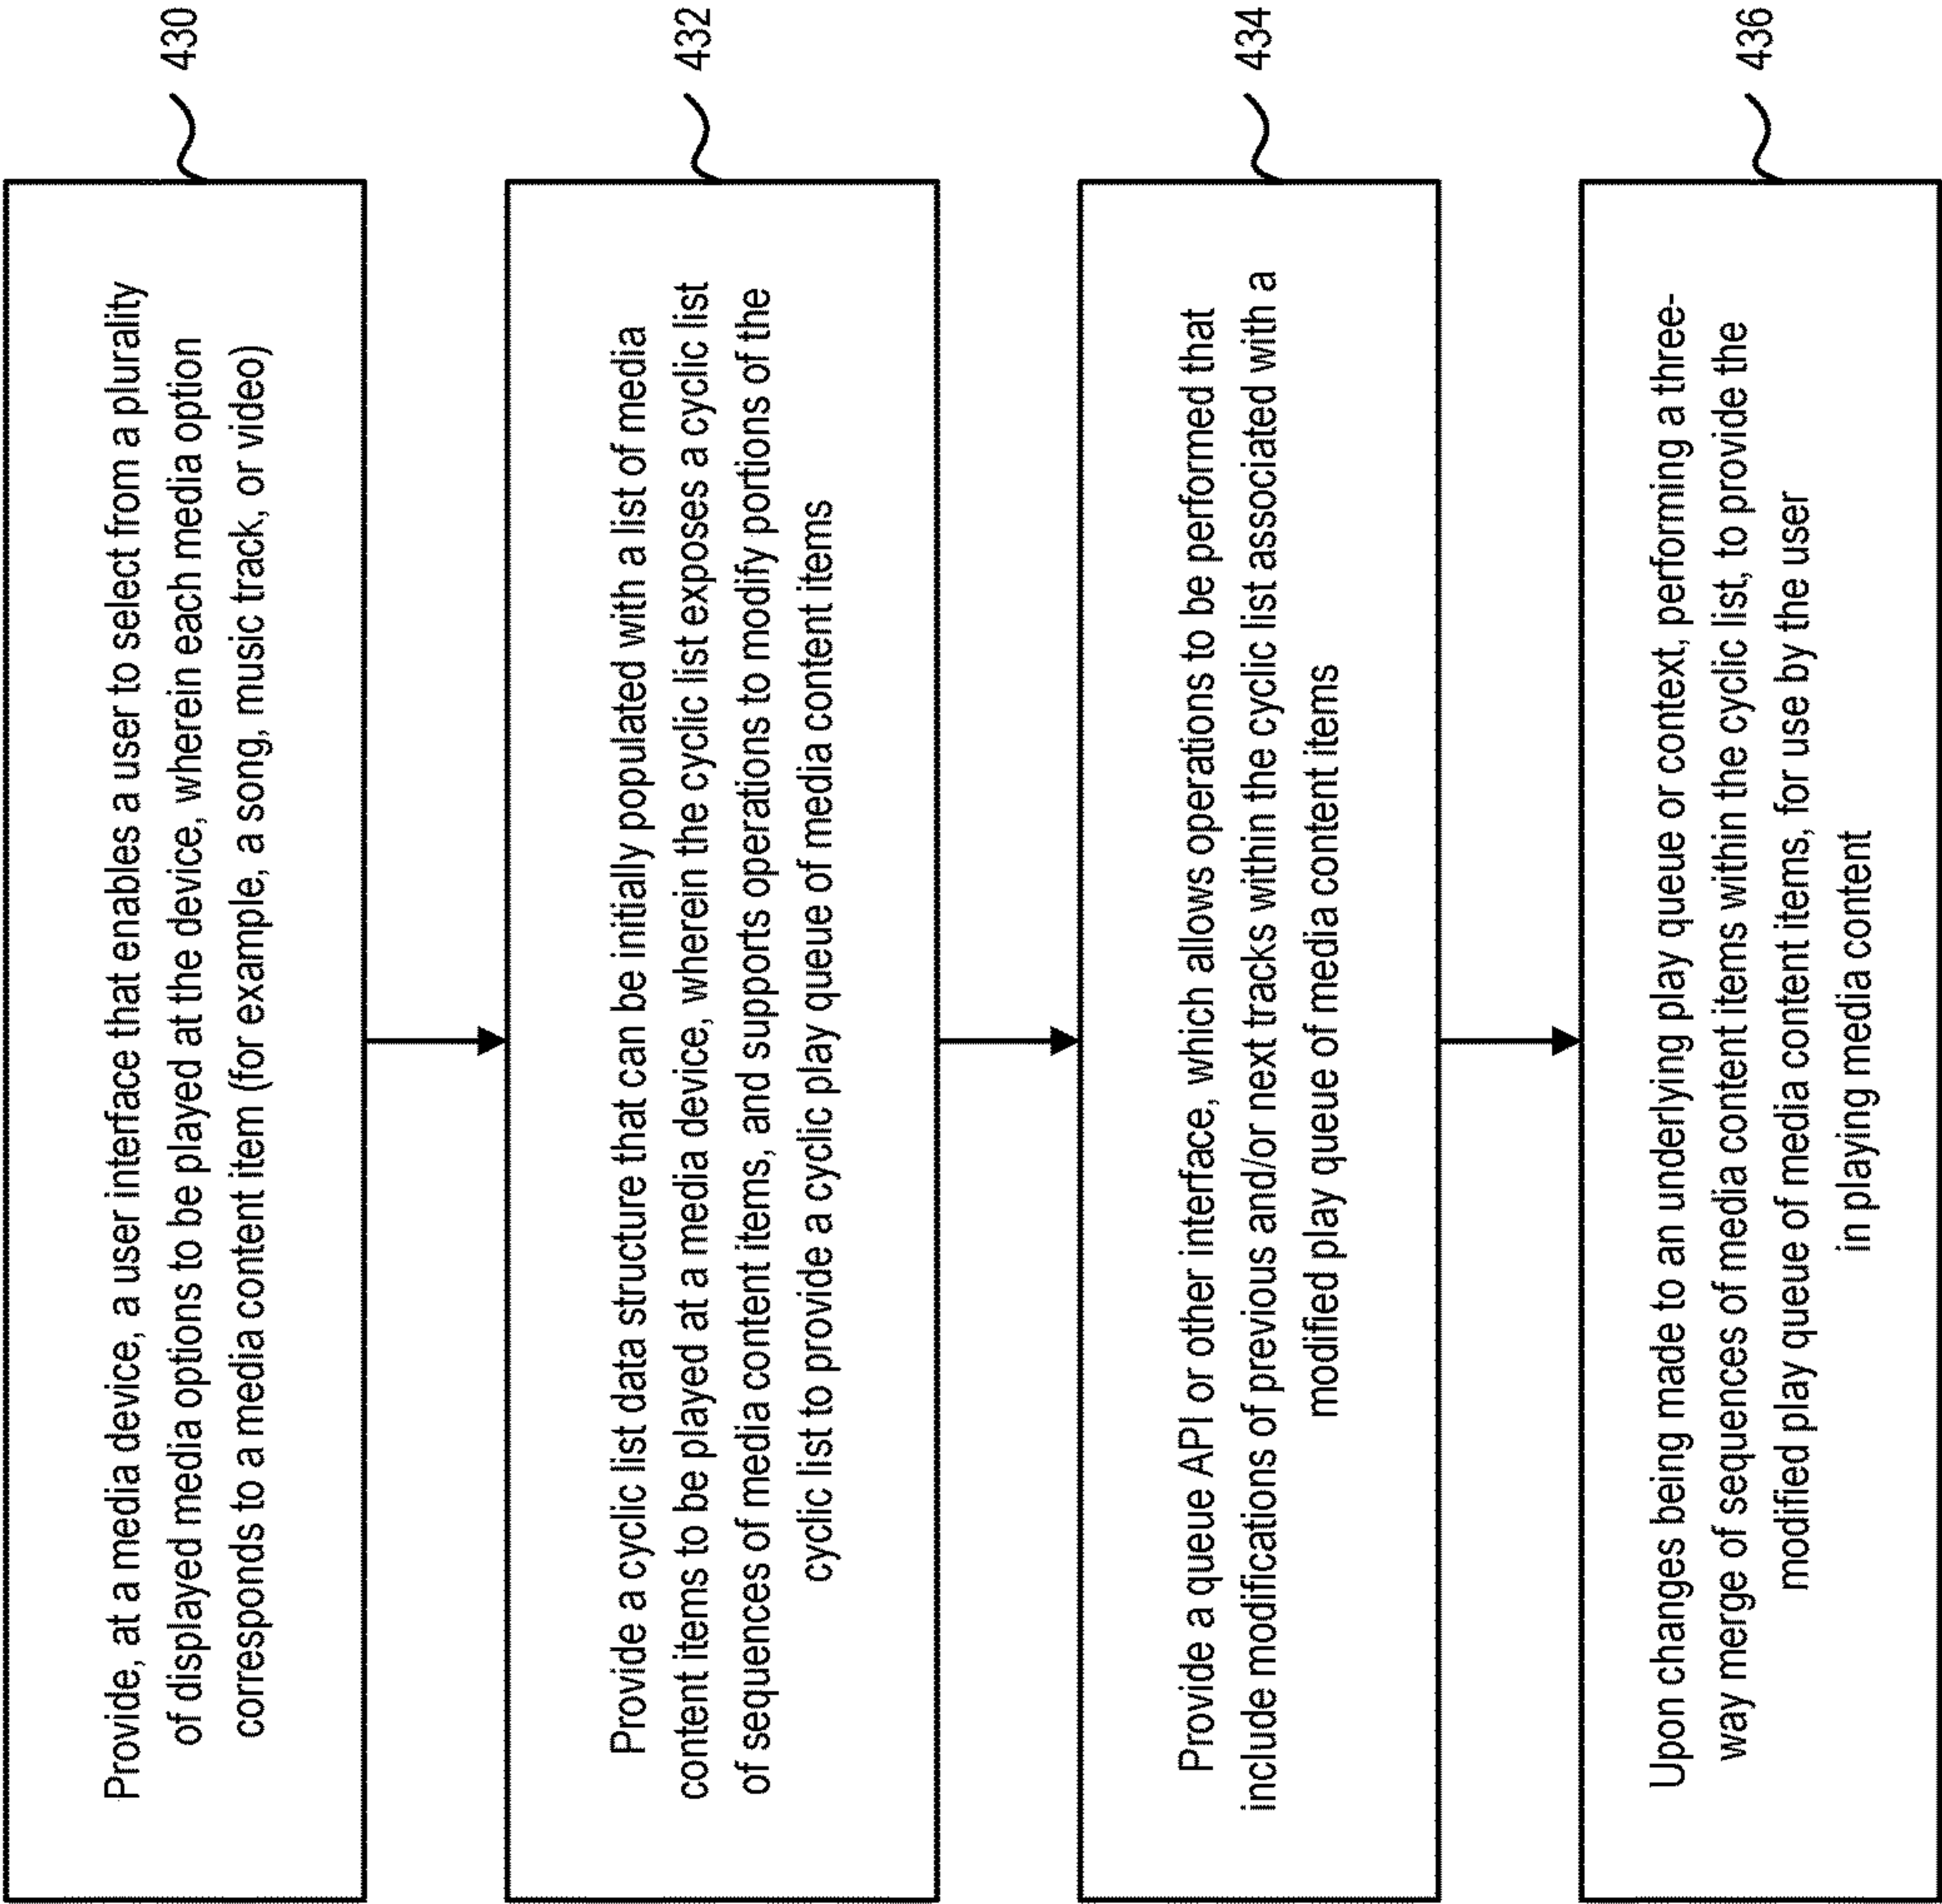 Provide, at a media device, a user interface that enables a user to select from a plurality
of displayed media options to be played at the device, wherein each media option
corresponds to a media content item (for example, a song, music track, or video)
430
Provide a cyclic list data structure that can be initially populated with a list of media
content items to be played at a media device, wherein the cyclic list exposes a cyclic list
of sequences of media content items, and supports operations to modify portions of the
cyclic list to provide a cyclic play queue of media content items
432
Provide a queue API or other interface, which allows operations to be performed that
include modifications of previous and/or next tracks within the cyclic list associated with a
modified play queue of media content items
434
Upon changes being made to an underlying play queue or context, performing a three-
way merge of sequences of media content items within the cyclic list, to provide the
modified play queue of media content items, for use by the user
in playing media content
436